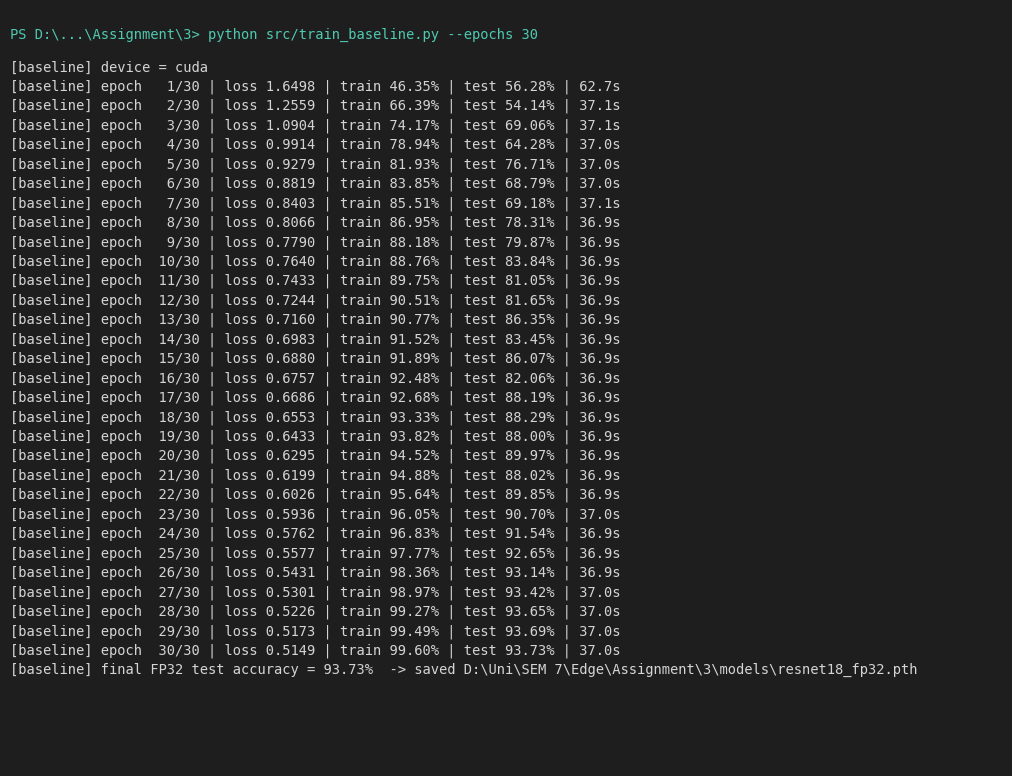 PS D:\...\Assignment\3> python src/train_baseline.py --epochs 30
[baseline] device = cuda
[baseline] epoch   1/30 | loss 1.6498 | train 46.35% | test 56.28% | 62.7s
[baseline] epoch   2/30 | loss 1.2559 | train 66.39% | test 54.14% | 37.1s
[baseline] epoch   3/30 | loss 1.0904 | train 74.17% | test 69.06% | 37.1s
[baseline] epoch   4/30 | loss 0.9914 | train 78.94% | test 64.28% | 37.0s
[baseline] epoch   5/30 | loss 0.9279 | train 81.93% | test 76.71% | 37.0s
[baseline] epoch   6/30 | loss 0.8819 | train 83.85% | test 68.79% | 37.0s
[baseline] epoch   7/30 | loss 0.8403 | train 85.51% | test 69.18% | 37.1s
[baseline] epoch   8/30 | loss 0.8066 | train 86.95% | test 78.31% | 36.9s
[baseline] epoch   9/30 | loss 0.7790 | train 88.18% | test 79.87% | 36.9s
[baseline] epoch  10/30 | loss 0.7640 | train 88.76% | test 83.84% | 36.9s
[baseline] epoch  11/30 | loss 0.7433 | train 89.75% | test 81.05% | 36.9s
[baseline] epoch  12/30 | loss 0.7244 | train 90.51% | test 81.65% | 36.9s
[baseline] epoch  13/30 | loss 0.7160 | train 90.77% | test 86.35% | 36.9s
[baseline] epoch  14/30 | loss 0.6983 | train 91.52% | test 83.45% | 36.9s
[baseline] epoch  15/30 | loss 0.6880 | train 91.89% | test 86.07% | 36.9s
[baseline] epoch  16/30 | loss 0.6757 | train 92.48% | test 82.06% | 36.9s
[baseline] epoch  17/30 | loss 0.6686 | train 92.68% | test 88.19% | 36.9s
[baseline] epoch  18/30 | loss 0.6553 | train 93.33% | test 88.29% | 36.9s
[baseline] epoch  19/30 | loss 0.6433 | train 93.82% | test 88.00% | 36.9s
[baseline] epoch  20/30 | loss 0.6295 | train 94.52% | test 89.97% | 36.9s
[baseline] epoch  21/30 | loss 0.6199 | train 94.88% | test 88.02% | 36.9s
[baseline] epoch  22/30 | loss 0.6026 | train 95.64% | test 89.85% | 36.9s
[baseline] epoch  23/30 | loss 0.5936 | train 96.05% | test 90.70% | 37.0s
[baseline] epoch  24/30 | loss 0.5762 | train 96.83% | test 91.54% | 36.9s
[baseline] epoch  25/30 | loss 0.5577 | train 97.77% | test 92.65% | 36.9s
[baseline] epoch  26/30 | loss 0.5431 | train 98.36% | test 93.14% | 36.9s
[baseline] epoch  27/30 | loss 0.5301 | train 98.97% | test 93.42% | 37.0s
[baseline] epoch  28/30 | loss 0.5226 | train 99.27% | test 93.65% | 37.0s
[baseline] epoch  29/30 | loss 0.5173 | train 99.49% | test 93.69% | 37.0s
[baseline] epoch  30/30 | loss 0.5149 | train 99.60% | test 93.73% | 37.0s
[baseline] final FP32 test accuracy = 93.73%  -> saved D:\Uni\SEM 7\Edge\Assignment\3\models\resnet18_fp32.pth